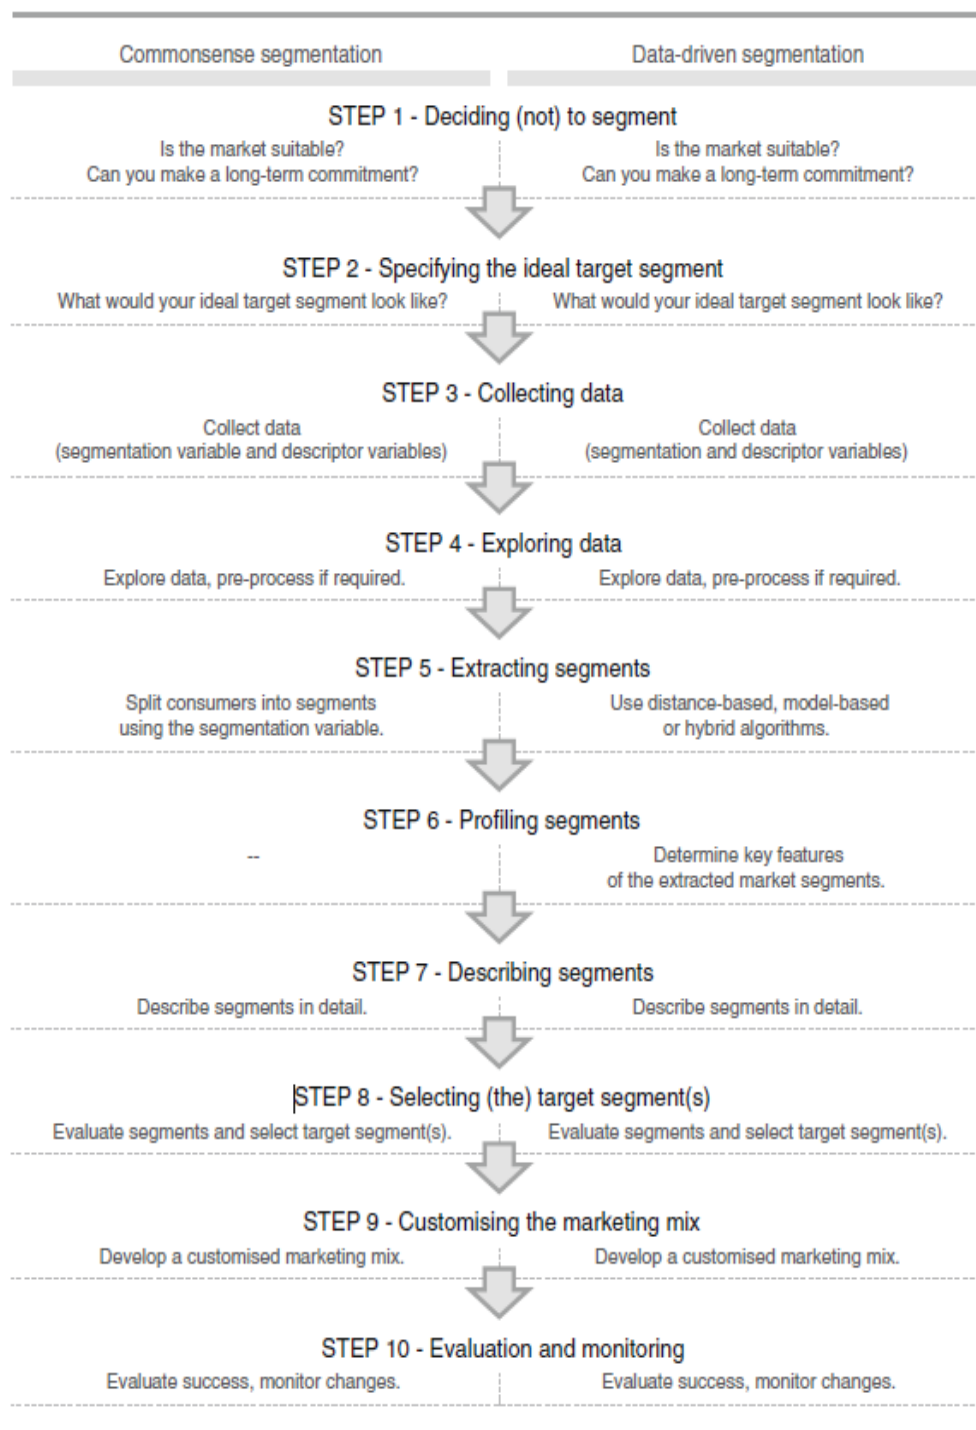 Commonsense segmentation
Data-driven segmentation
STEP 1 - Deciding (not) to segment
Is the market suitable?
Can you make a long-term commitment?
Is the market suitable?
Can you make a long-term commitment?
STEP 2 - Specifying the ideal target segment
What would your ideal target segment look like?
What would your ideal target segment look like?
STEP 3 - Collecting data
Collect data
(segmentation variable and descriptor variables)
Collect data
(segmentation and descriptor variables)
STEP 4 - Exploring data
Explore data, pre-process if required.
Explore data, pre-process if required.
STEP 5 - Extracting segments
Split consumers into segments
using the segmentation variable.
Use distance-based, model-based
or hybrid algorithms.
STEP 6 - Profiling segments
--
Determine key features
of the extracted market segments.
STEP 7 - Describing segments
Describe segments in detail.
Describe segments in detail.
STEP 8 - Selecting (the) target segment(s)
Evaluate segments and select target segment(s).
Evaluate segments and select target segment(s).
STEP 9 - Customising the marketing mix
Develop a customised marketing mix.
Develop a customised marketing mix.
STEP 10 - Evaluation and monitoring
Evaluate success, monitor changes.
Evaluate success, monitor changes.